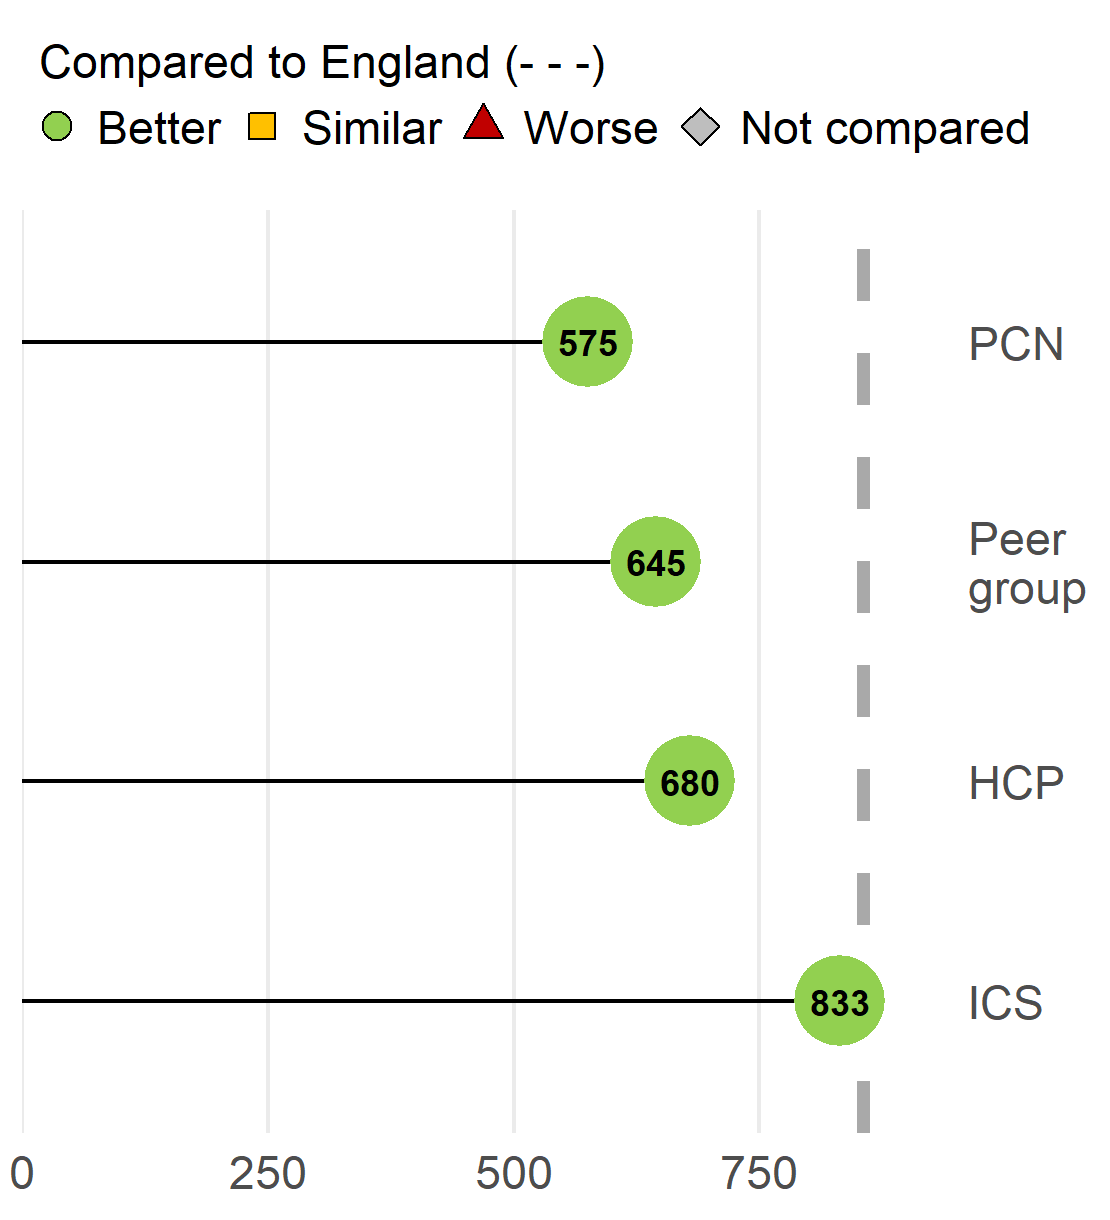 Compared to England (- - -)
Better Similar Worse Not compared
575 PCN
645 Peer
group
680 HCP
833 ICS
0 250 500 750